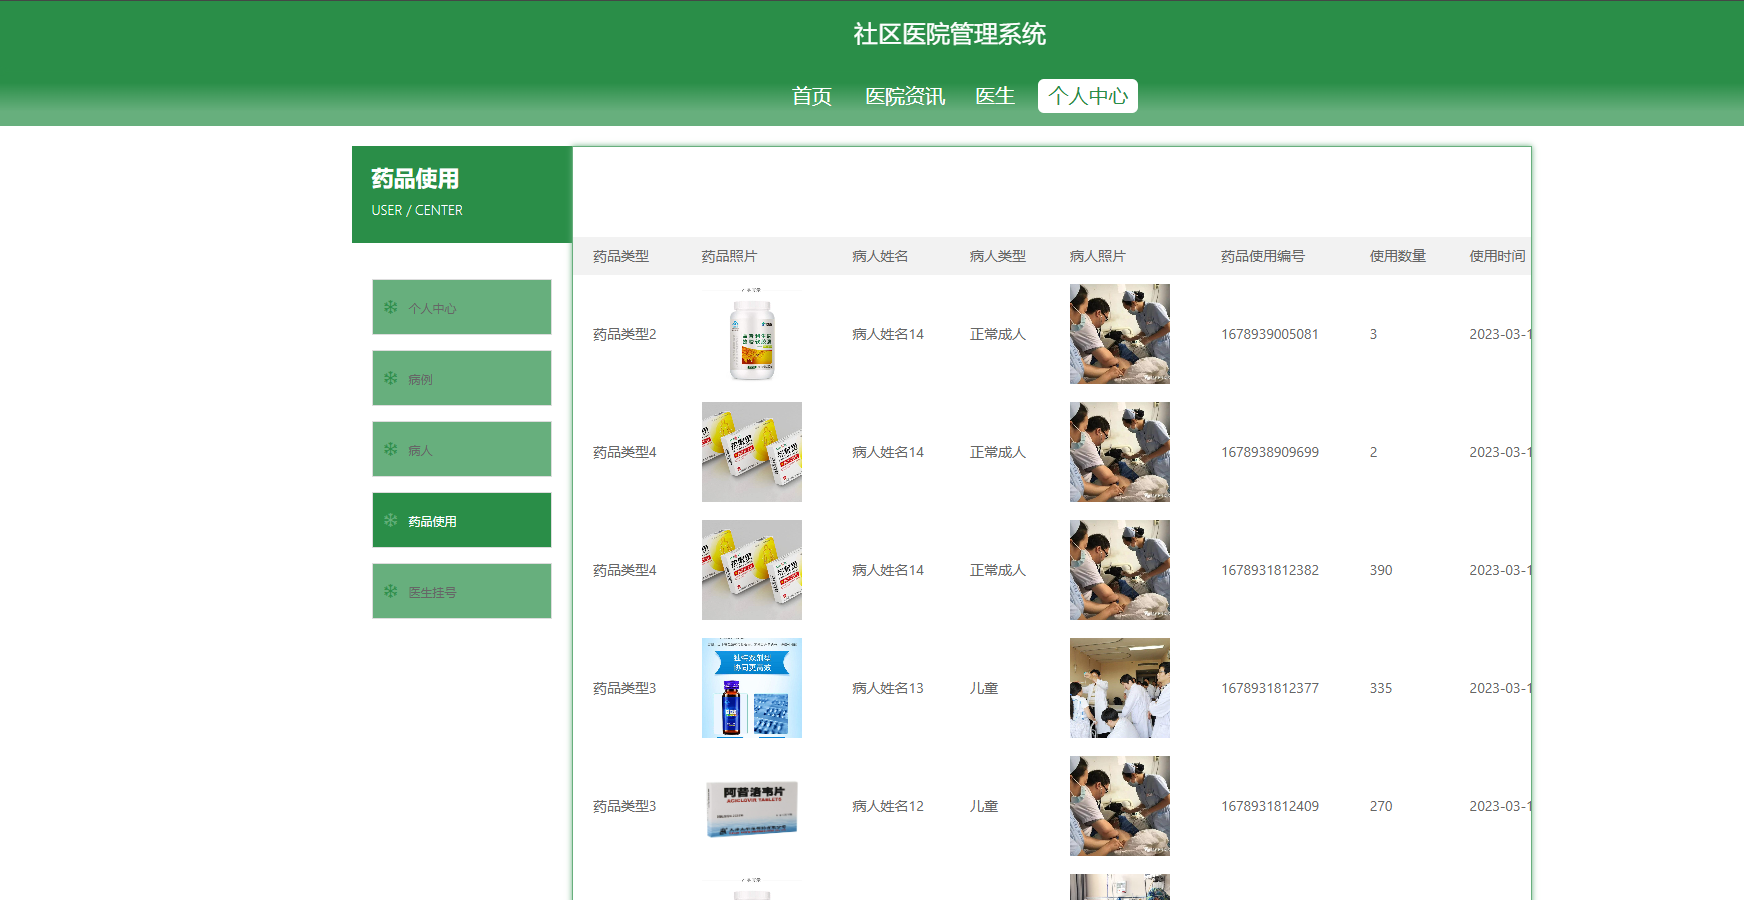 社区医院管理系统
首页 医院资讯 医生 个人中心
药品使用
USER / CENTER
个人中心
病例
病人
药品使用
医生挂号
药品类型 药品照片 病人姓名 病人类型 病人照片 药品使用编号 使用数量 使用时间
药品类型2 病人姓名14 正常成人 1678939005081 3 2023-03-1
药品类型4 病人姓名14 正常成人 1678938909699 2 2023-03-1
药品类型4 病人姓名14 正常成人 1678931812382 390 2023-03-1
协同更高效
药品类型3 病人姓名13 儿童 1678931812377 335 2023-03-1
阿昔洛韦片
ACICLOVIR TABLETS
药品类型3 病人姓名12 儿童 1678931812409 270 2023-03-1